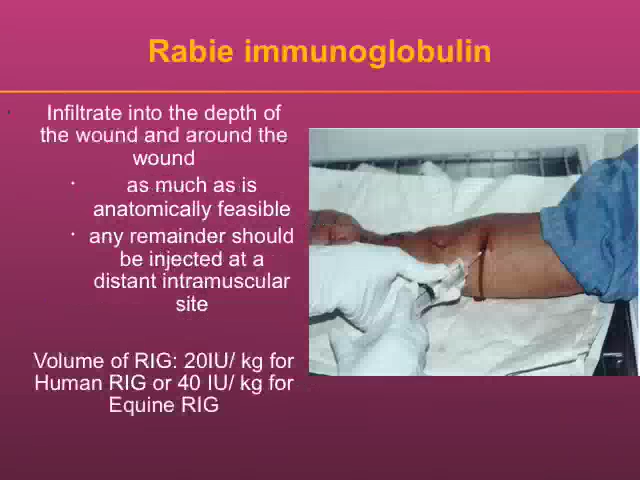 Rabie immunoglobulin
Infiltrate into the depth of
the wound and around the
wound
as much as is
anatomically feasible
any remainder should
be injected at a
distant intramuscular
site
Volume of RIG: 20IU/ kg for
Human RIG or 40 IU/ kg for
Equine RIG